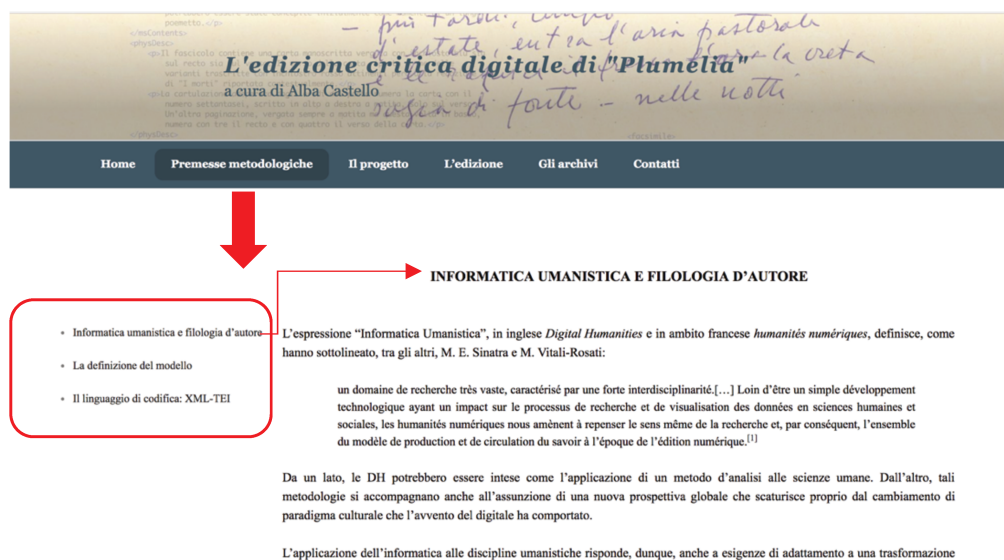 poemetto.</p>
</msContents>
<physDesc>
– più tardi, tempo
d'estate, entra l'aria pastorale
la creta
di fonte – nelle notti
L'edizione critica digitale di "Plumelia"
a cura di Alba Castello
</physDesc>
<facsimile>
Home Premesse metodologiche Il progetto L'edizione Gli archivi Contatti
INFORMATICA UMANISTICA E FILOLOGIA D'AUTORE
• Informatica umanistica e filologia d'autore
• La definizione del modello
• Il linguaggio di codifica: XML-TEI
L'espressione "Informatica Umanistica", in inglese Digital Humanities e in ambito francese humanités numériques, definisce, come
hanno sottolineato, tra gli altri, M. E. Sinatra e M. Vitali-Rosati:
un domaine de recherche très vaste, caractérisé par une forte interdisciplinarité.[…] Loin d'être un simple développement
technologique ayant un impact sur le processus de recherche et de visualisation des données en sciences humaines et
sociales, les humanités numériques nous amènent à repenser le sens même de la recherche et, par conséquent, l'ensemble
du modèle de production et de circulation du savoir à l'époque de l'édition numérique.[1]
Da un lato, le DH potrebbero essere intese come l'applicazione di un metodo d'analisi alle scienze umane. Dall'altro, tali
metodologie si accompagnano anche all'assunzione di una nuova prospettiva globale che scaturisce proprio dal cambiamento di
paradigma culturale che l'avvento del digitale ha comportato.
L'applicazione dell'informatica alle discipline umanistiche risponde, dunque, anche a esigenze di adattamento a una trasformazione